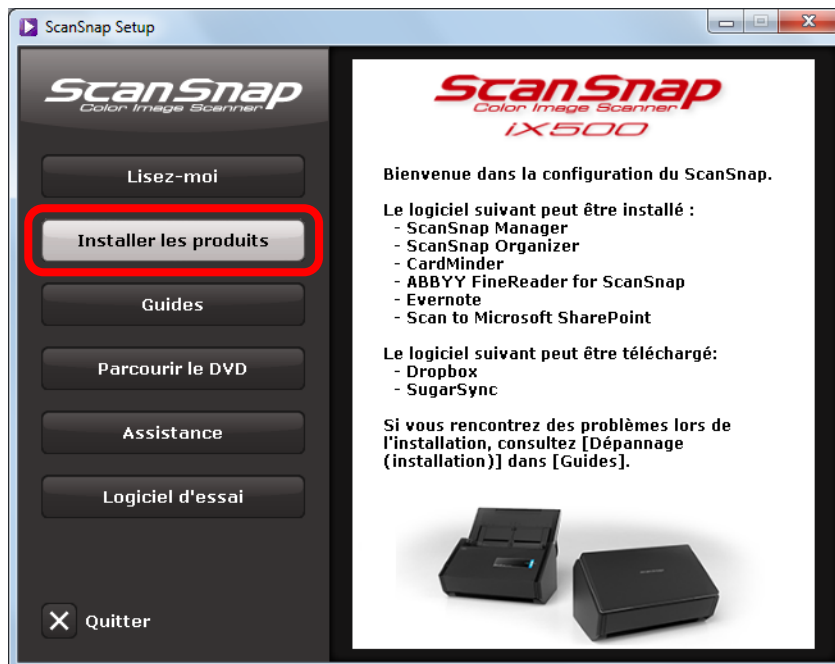 ScanSnap Setup
ScanSnap
Color Image Scanner
Lisez-moi
Installer les produits
Guides
Parcourir le DVD
Assistance
Logiciel d'essai
Quitter
ScanSnap
Color Image Scanner
iX500
Bienvenue dans la configuration du ScanSnap.
Le logiciel suivant peut être installé :
- ScanSnap Manager
- ScanSnap Organizer
- CardMinder
- ABBYY FineReader for ScanSnap
- Evernote
- Scan to Microsoft SharePoint
Le logiciel suivant peut être téléchargé:
- Dropbox
- SugarSync
Si vous rencontrez des problèmes lors de
l'installation, consultez [Dépannage
(installation)] dans [Guides].